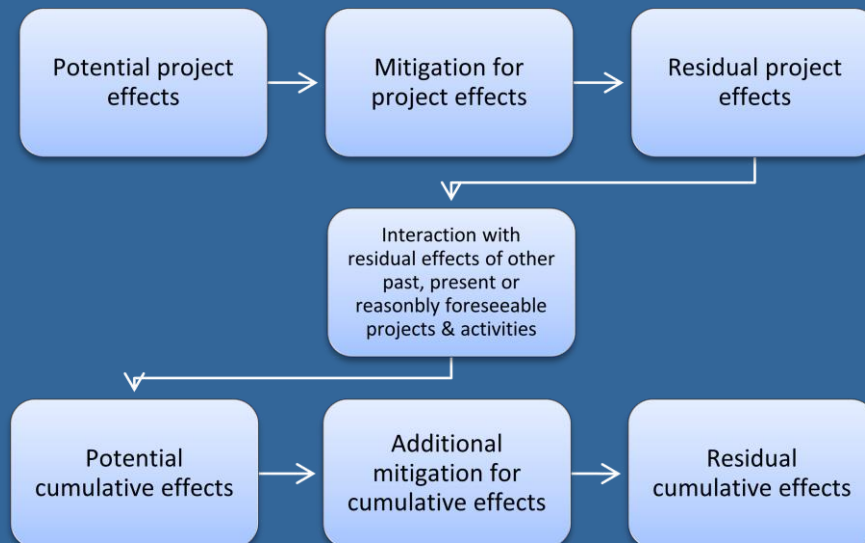 Potential project
effects
Mitigation for
project effects
Residual project
effects
Interaction with
residual effects of other
past, present or
reasonbly foreseeable
projects & activities
Potential
cumulative effects
Additional
mitigation for
cumulative effects
Residual
cumulative effects